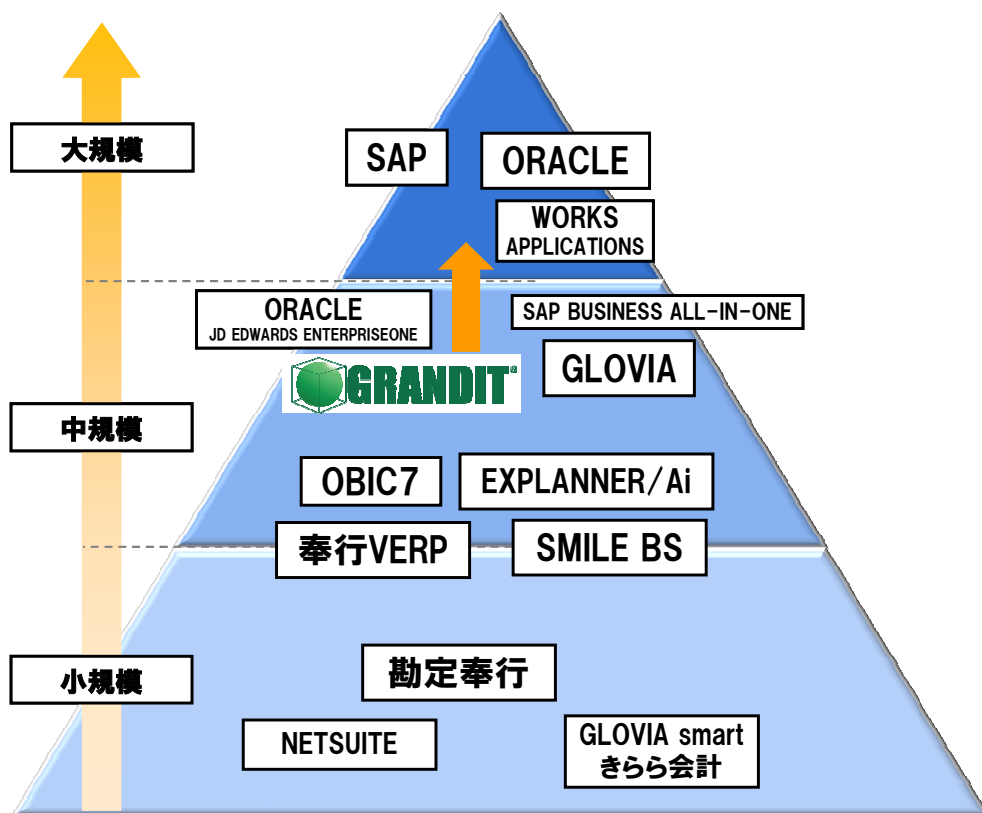 大規模
SAP
ORACLE
WORKS
APPLICATIONS
ORACLE
JD EDWARDS ENTERPRISEONE
SAP BUSINESS ALL-IN-ONE
GRANDIT®
GLOVIA
中規模
OBIC7
EXPLANNER/Ai
奉行VERP
SMILE BS
小規模
勘定奉行
NETSUITE
GLOVIA smart
きらら会計